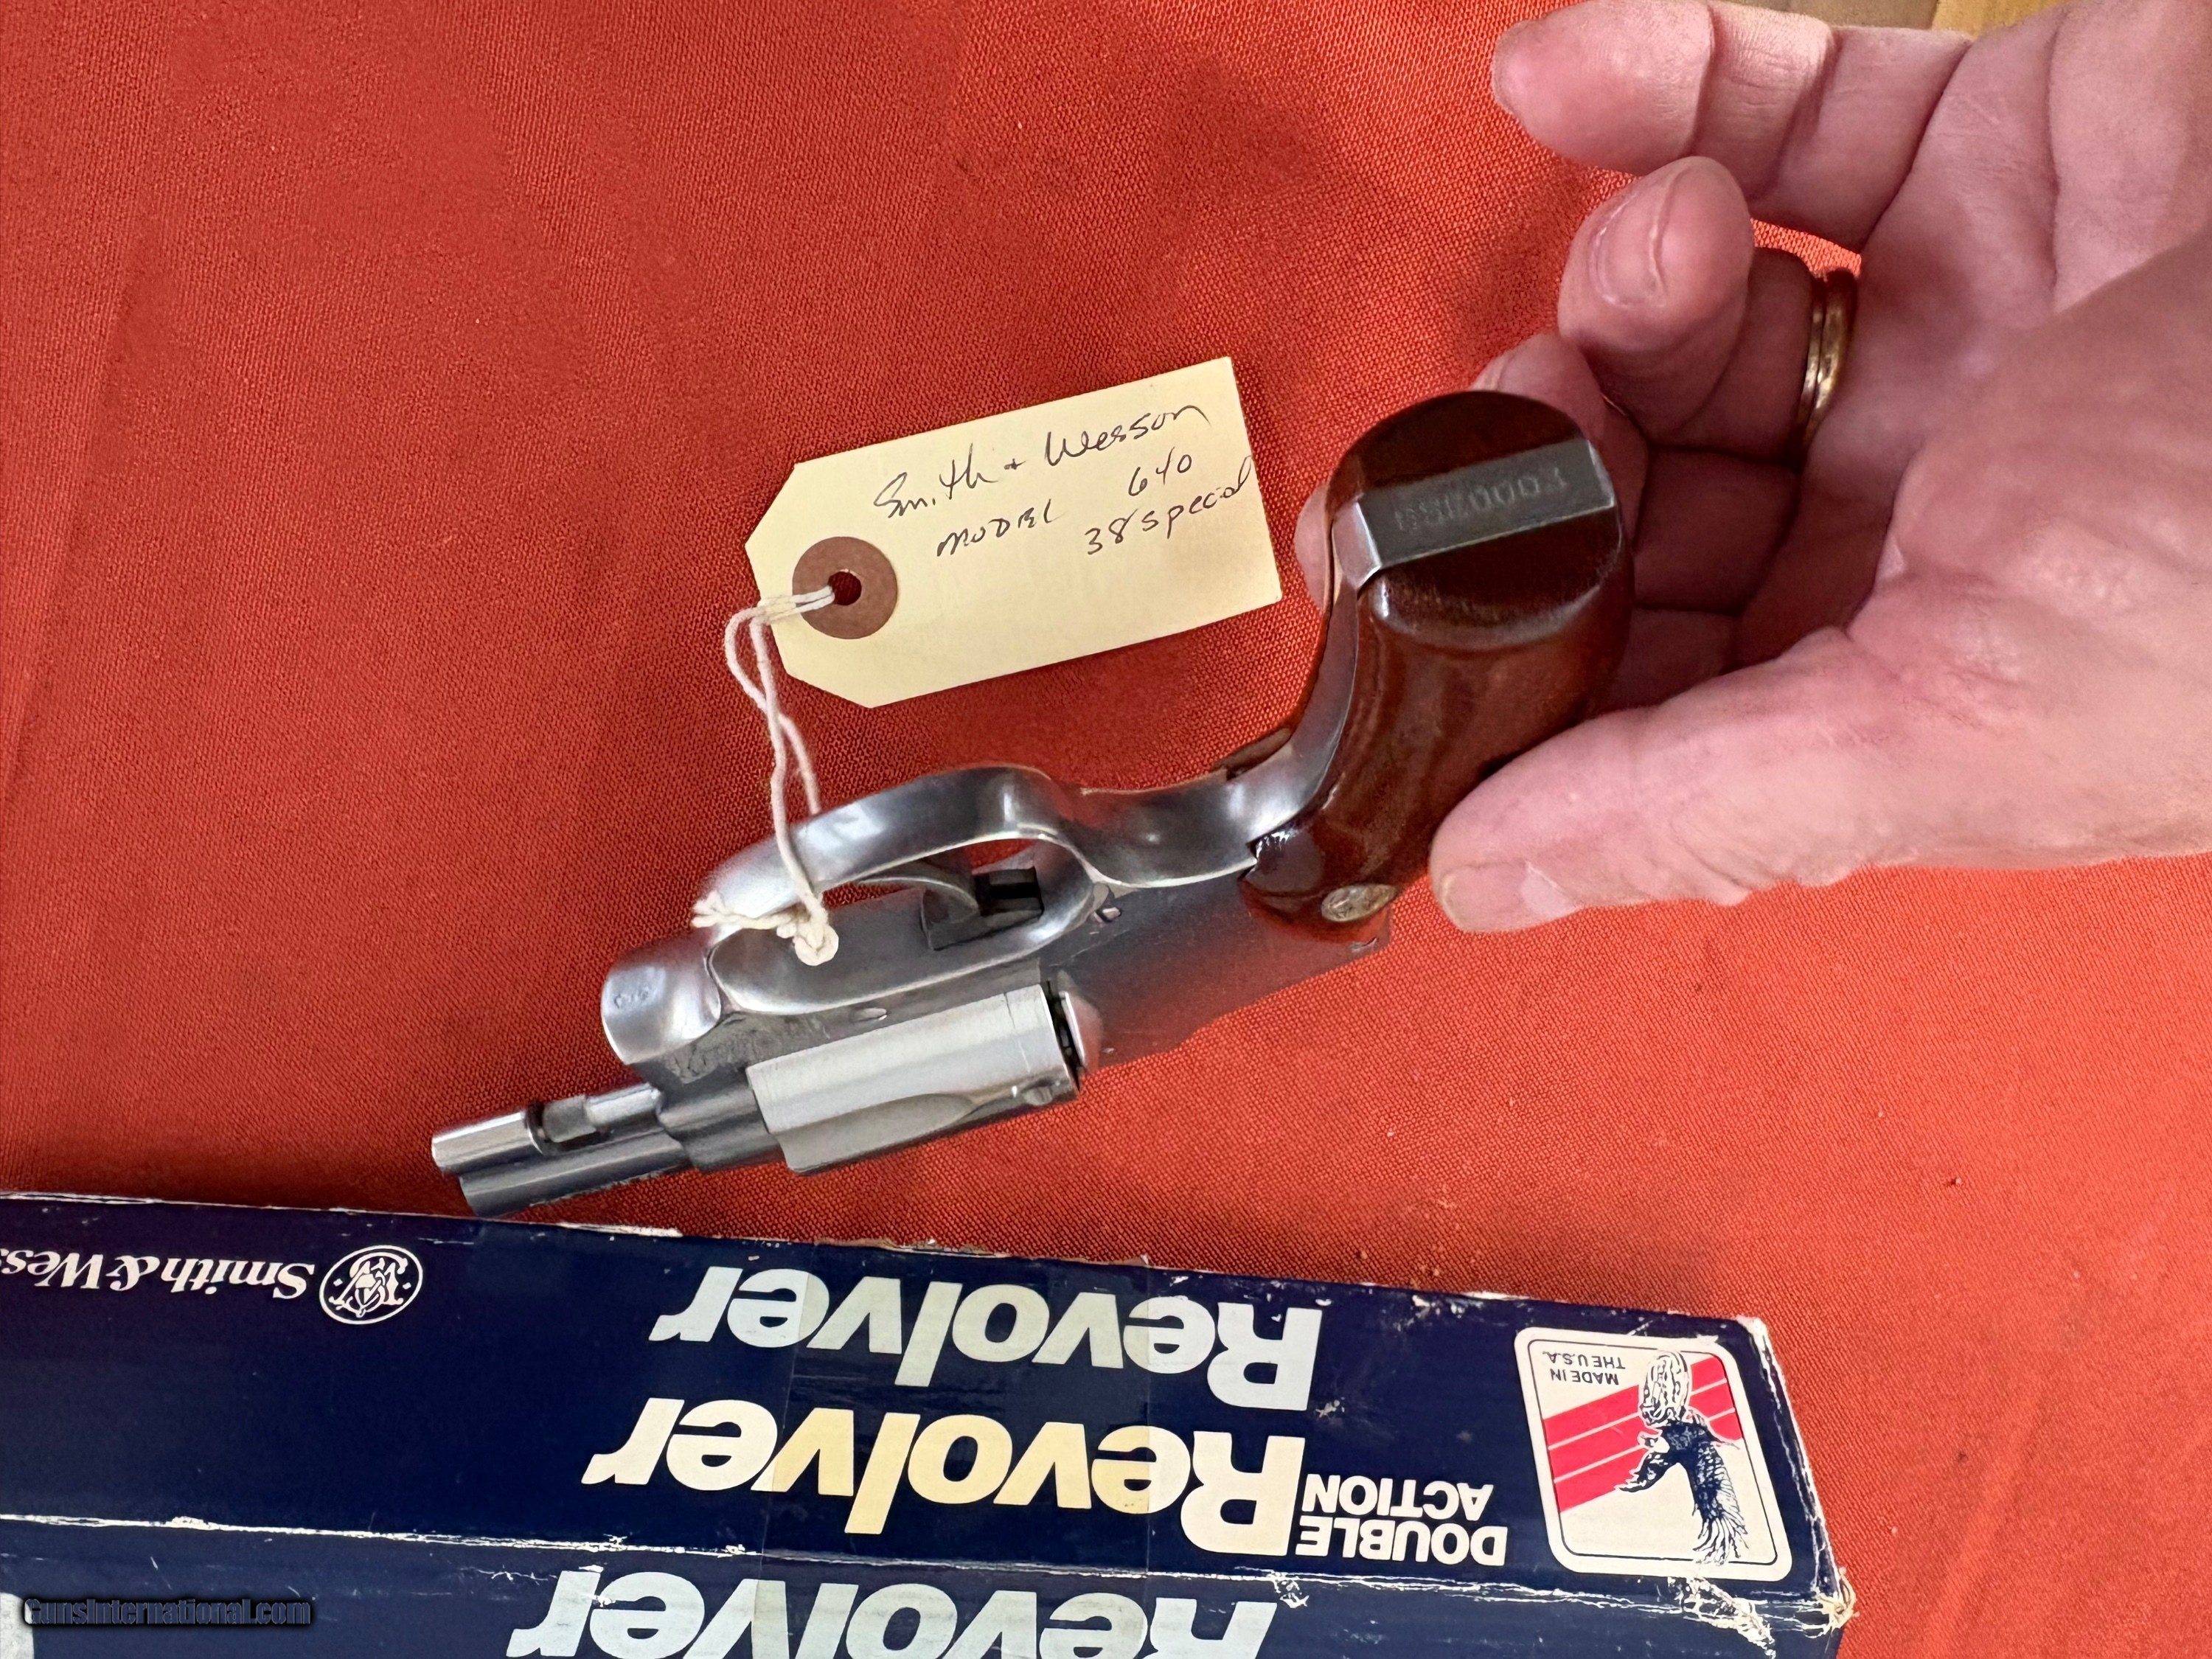 Smith + Wesson
MODEL 640
38 special
Smith & Wes
Revolver
DOUBLE
ACTION
Revolver
MADE IN
THE U.S.A.
Revolver
GunsInternational.com